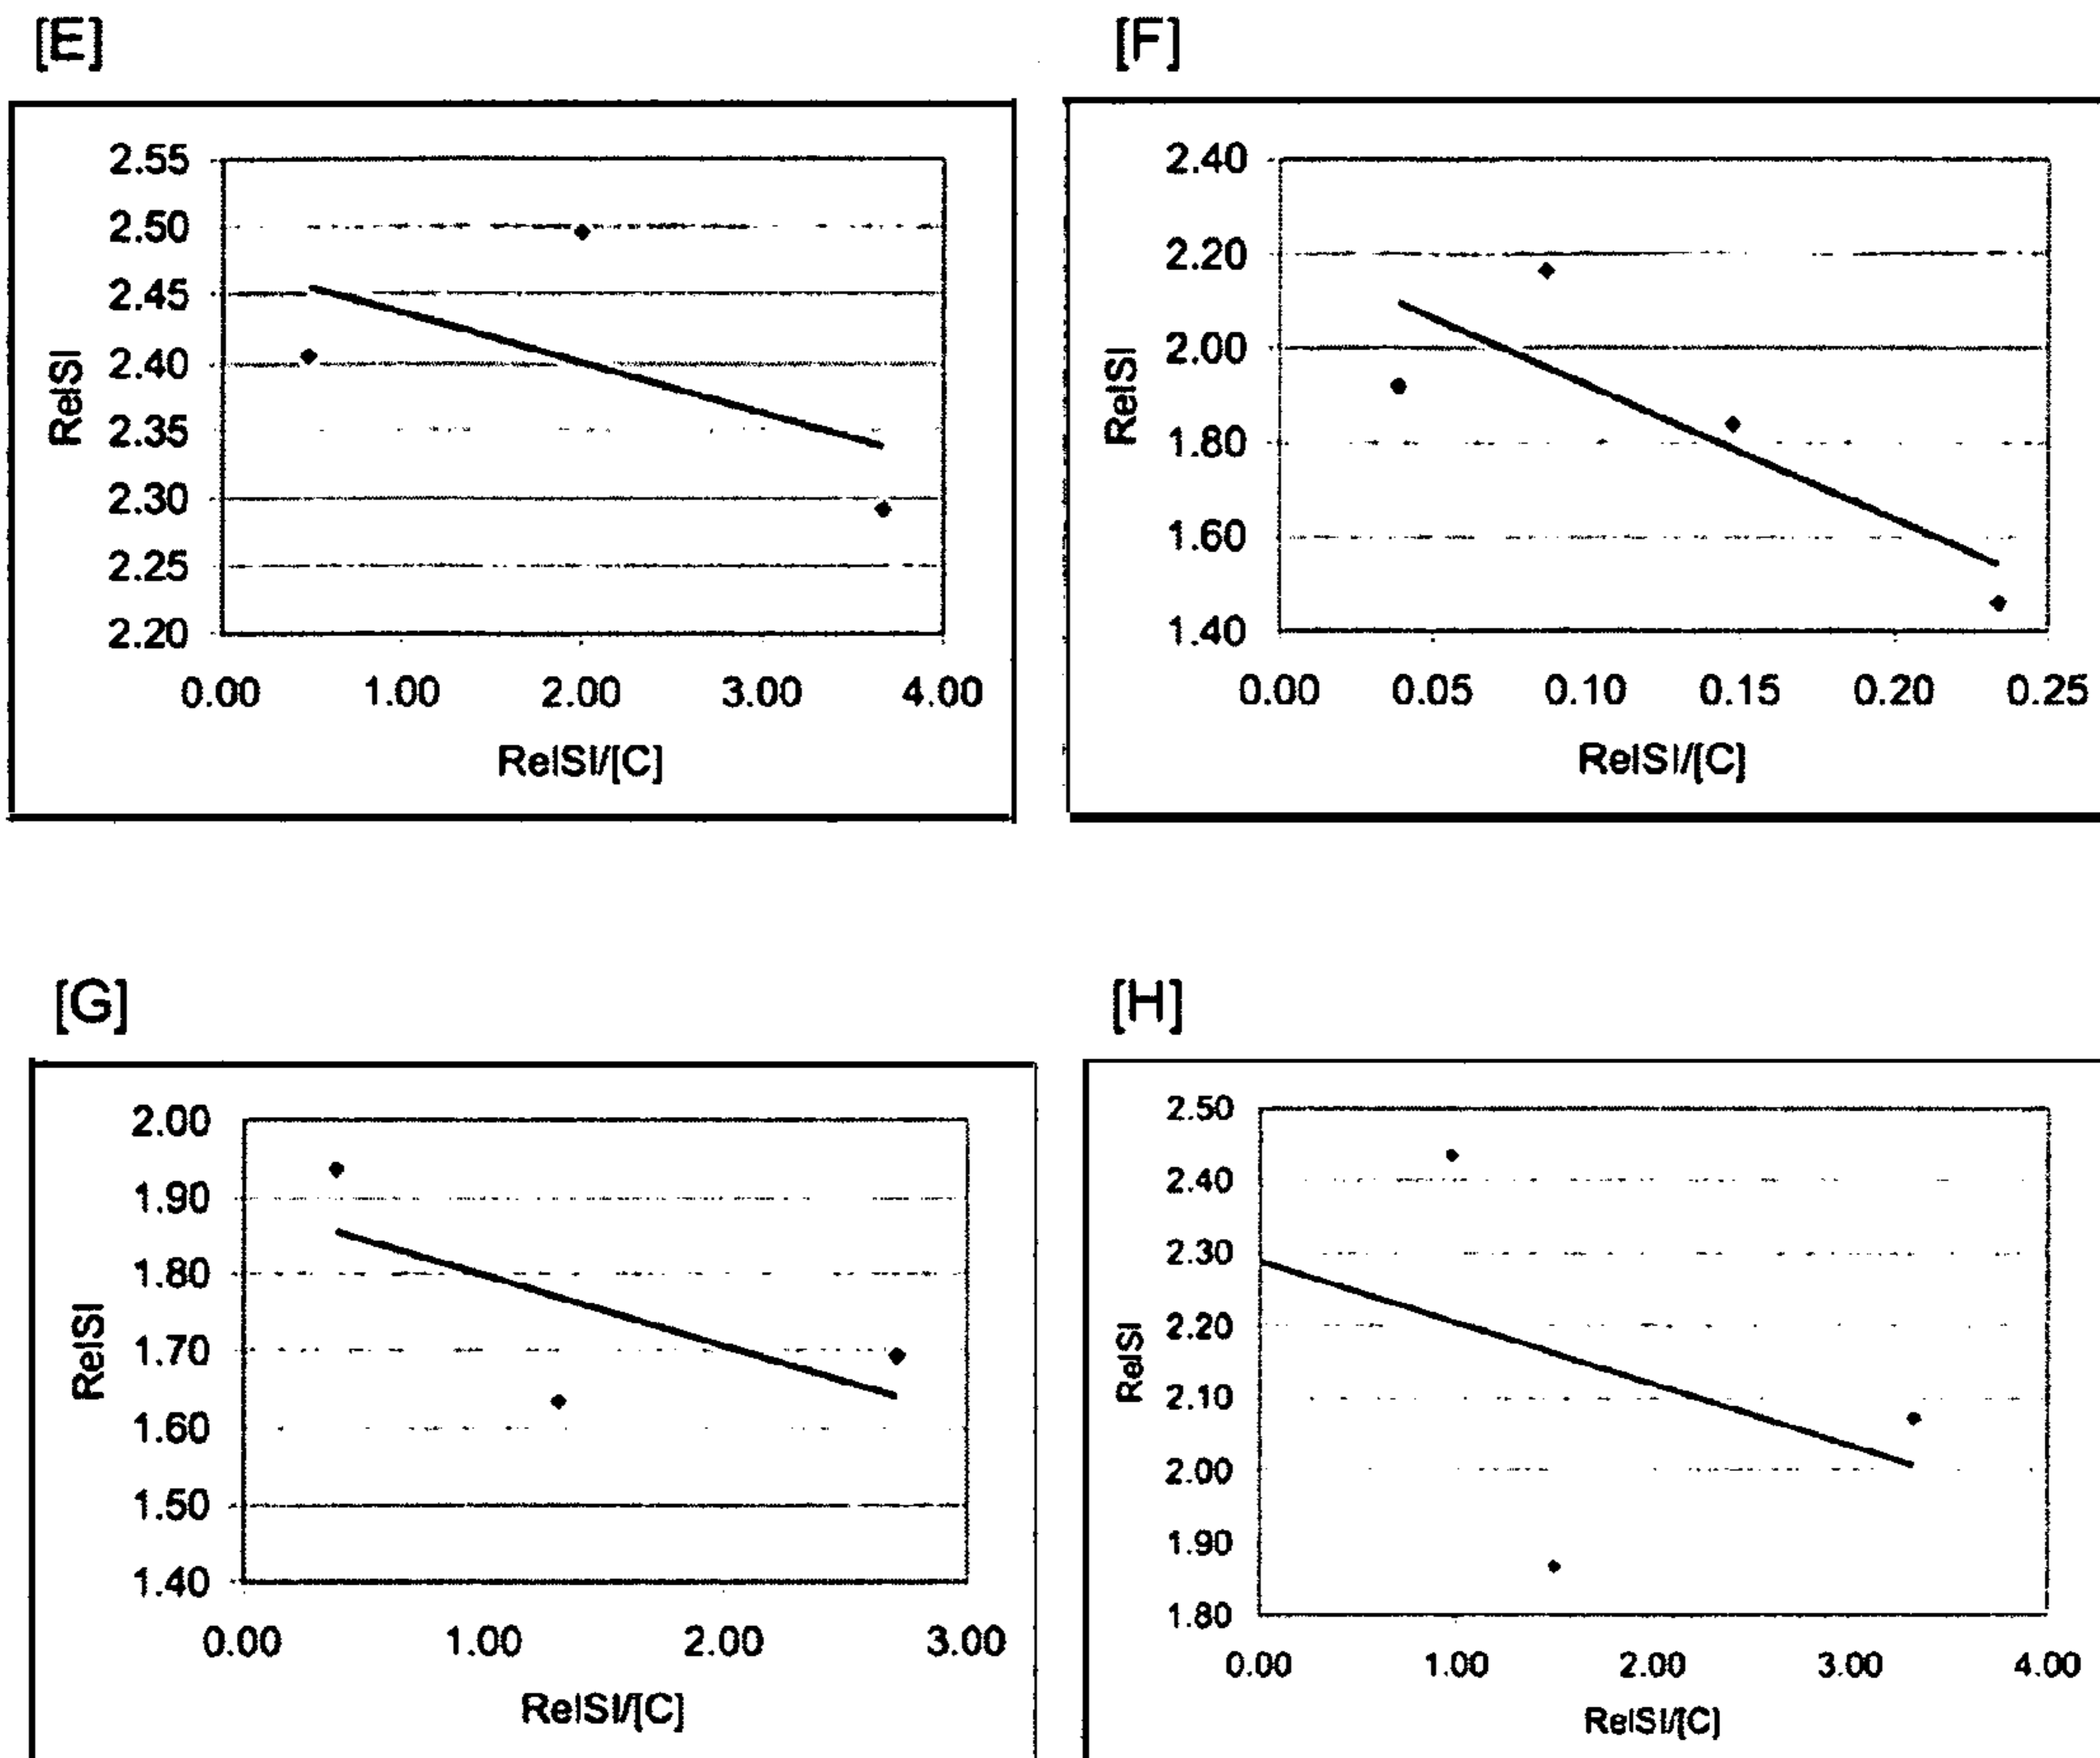 [E]
2.55
2.50
2.45
2.40
2.35
2.30
2.25
2.20
RelSI
0.00 1.00 2.00 3.00 4.00
RelSI/[C]
[F]
2.40
2.20
2.00
1.80
1.60
1.40
RelSI
0.00 0.05 0.10 0.15 0.20 0.25
RelSI/[C]
[G]
2.00
1.90
1.80
1.70
1.60
1.50
1.40
RelSI
0.00 1.00 2.00 3.00
RelSI/[C]
[H]
2.50
2.40
2.30
2.20
2.10
2.00
1.90
1.80
RelSI
0.00 1.00 2.00 3.00 4.00
RelSI/[C]